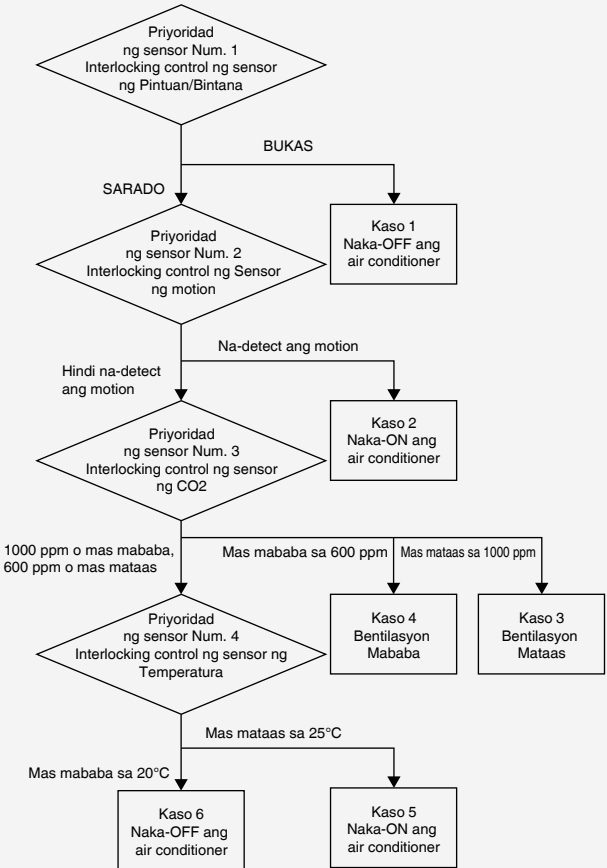 Priyoridad
ng sensor Num. 1
Interlocking control ng sensor
ng Pintuan/Bintana
BUKAS
SARADO
Kaso 1
Naka-OFF ang
air conditioner
Priyoridad
ng sensor Num. 2
Interlocking control ng Sensor
ng motion
Na-detect ang motion
Hindi na-detect
ang motion
Kaso 2
Naka-ON ang
air conditioner
Priyoridad
ng sensor Num. 3
Interlocking control ng sensor
ng CO2
1000 ppm o mas mababa,
600 ppm o mas mataas
Mas mababa sa 600 ppm
Mas mataas sa 1000 ppm
Priyoridad
ng sensor Num. 4
Interlocking control ng sensor ng
Temperatura
Kaso 4
Bentilasyon
Mababa
Kaso 3
Bentilasyon
Mataas
Mas mataas sa 25°C
Mas mababa sa 20°C
Kaso 6
Naka-OFF ang
air conditioner
Kaso 5
Naka-ON ang
air conditioner